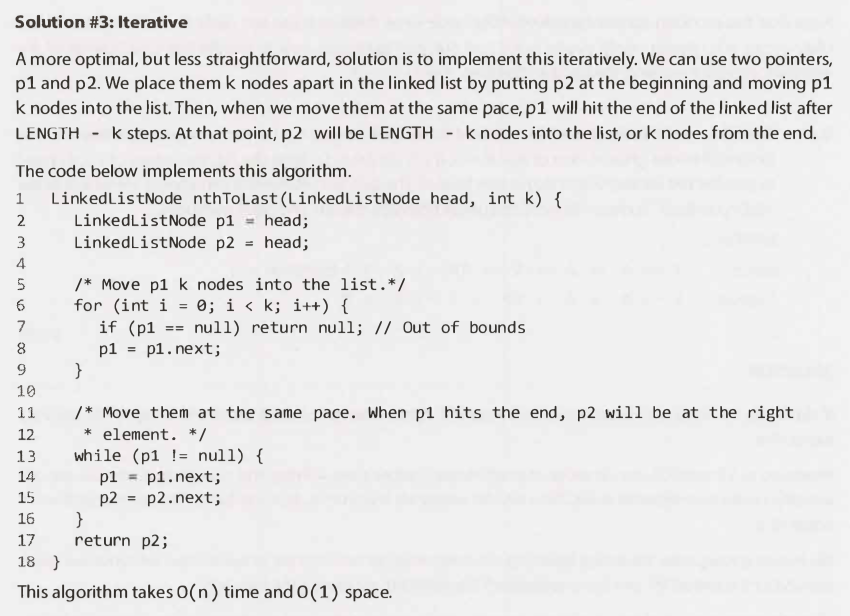 Solution #3: Iterative
A more optimal, but less straightforward, solution is to implement this iteratively. We can use two pointers,
p1 and p2. We place them k nodes apart in the linked list by putting p2 at the beginning and moving p1
k nodes into the list. Then, when we move them at the same pace, p1 will hit the end of the linked list after
LENGTH - k steps. At that point, p2 will be LENGTH - k nodes into the list, or k nodes from the end.
The code below implements this algorithm.
1 LinkedListNode nthToLast(LinkedListNode head, int k) {
2 LinkedListNode p1 = head;
3 LinkedListNode p2 = head;
4
5 /* Move p1 k nodes into the list.*/
6 for (int i = 0; i < k; i++) {
7 if (p1 == null) return null; // Out of bounds
8 p1 = p1.next;
9 }
10
11 /* Move them at the same pace. When p1 hits the end, p2 will be at the right
12 * element. */
13 while (p1 != null) {
14 p1 = p1.next;
15 p2 = p2.next;
16 }
17 return p2;
18 }
This algorithm takes O(n) time and O(1) space.